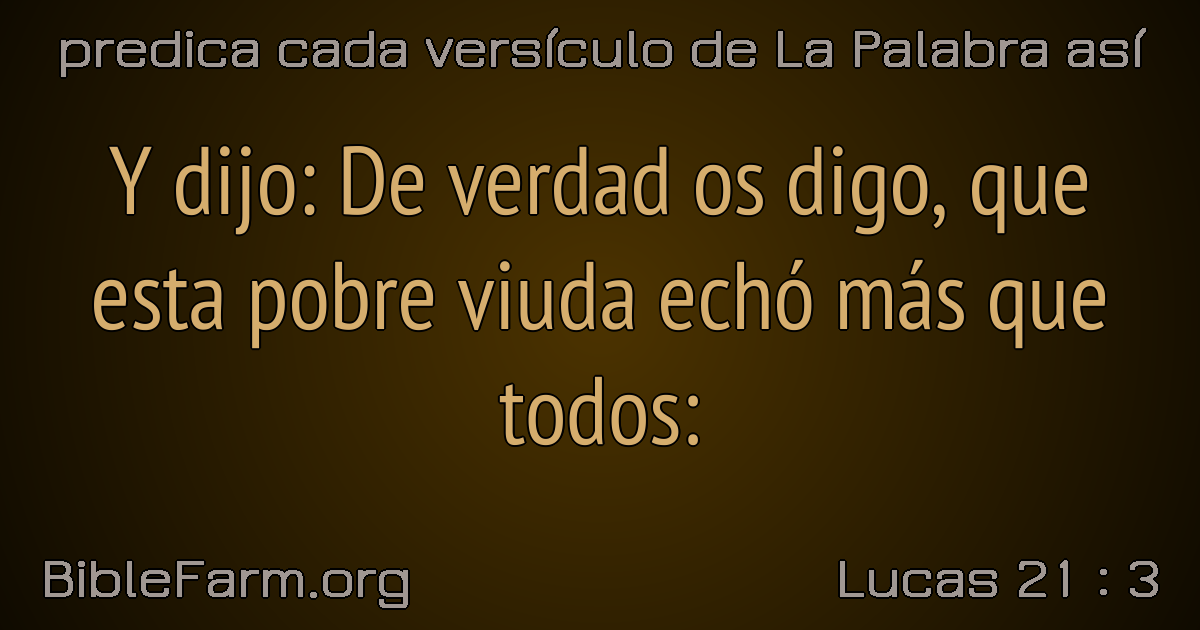 predica cada versículo de La Palabra así
Y dijo: De verdad os digo, que
esta pobre viuda echó más que
todos:
BibleFarm.org
Lucas 21 : 3